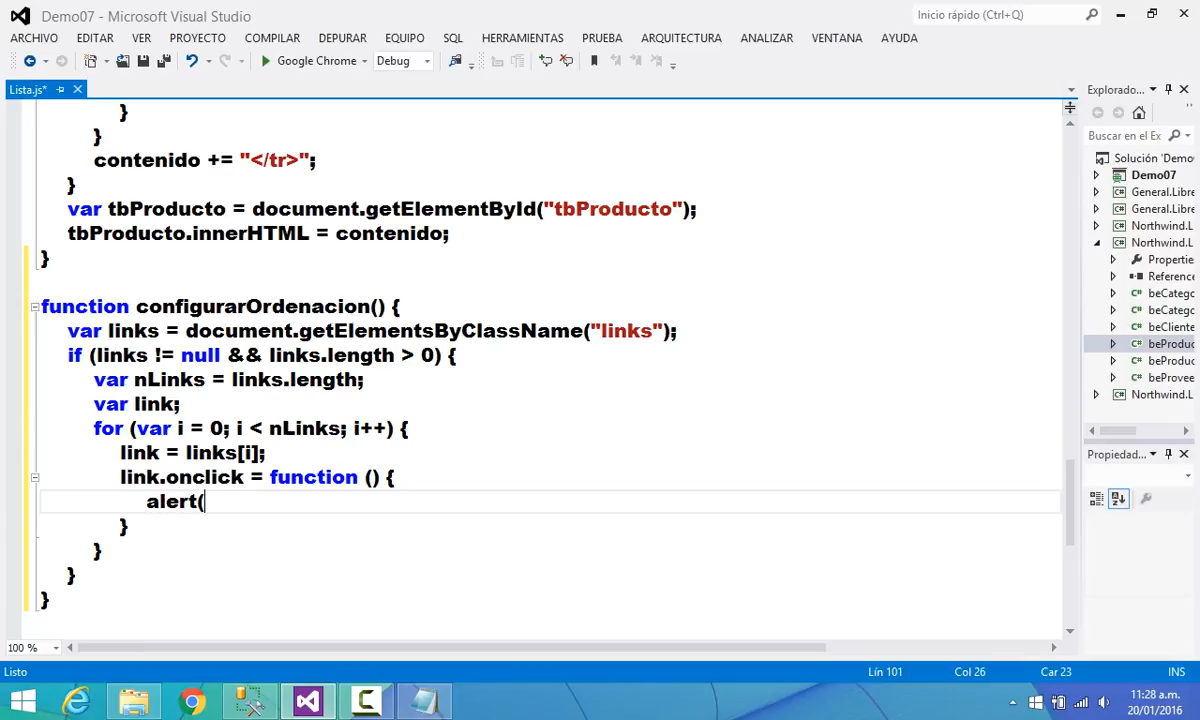 Demo07 - Microsoft Visual Studio
Inicio rápido (Ctrl+Q)
ARCHIVO EDITAR VER PROYECTO COMPILAR DEPURAR EQUIPO SQL HERRAMIENTAS PRUEBA ARQUITECTURA ANALIZAR VENTANA AYUDA
Google Chrome Debug
Lista.js*
}
}
contenido += "</tr>";
}
var tbProducto = document.getElementById("tbProducto");
tbProducto.innerHTML = contenido;
}
function configurarOrdenacion() {
var links = document.getElementsByClassName("links");
if (links != null && links.length > 0) {
var nLinks = links.length;
var link;
for (var i = 0; i < nLinks; i++) {
link = links[i];
link.onclick = function () {
alert(
}
}
}
}
100 %
Explorado...
Buscar en el Ex
Solución 'Demo
Demo07
General.Libre
General.Libre
Northwind.L
Northwind.L
Propertie
Reference
beCatego
beCatego
beCliente
beProduc
beProduc
beProvee
Northwind.L
Propiedad...
Listo Lín 101 Col 26 Car 23 INS
11:28 a.m.
20/01/2016